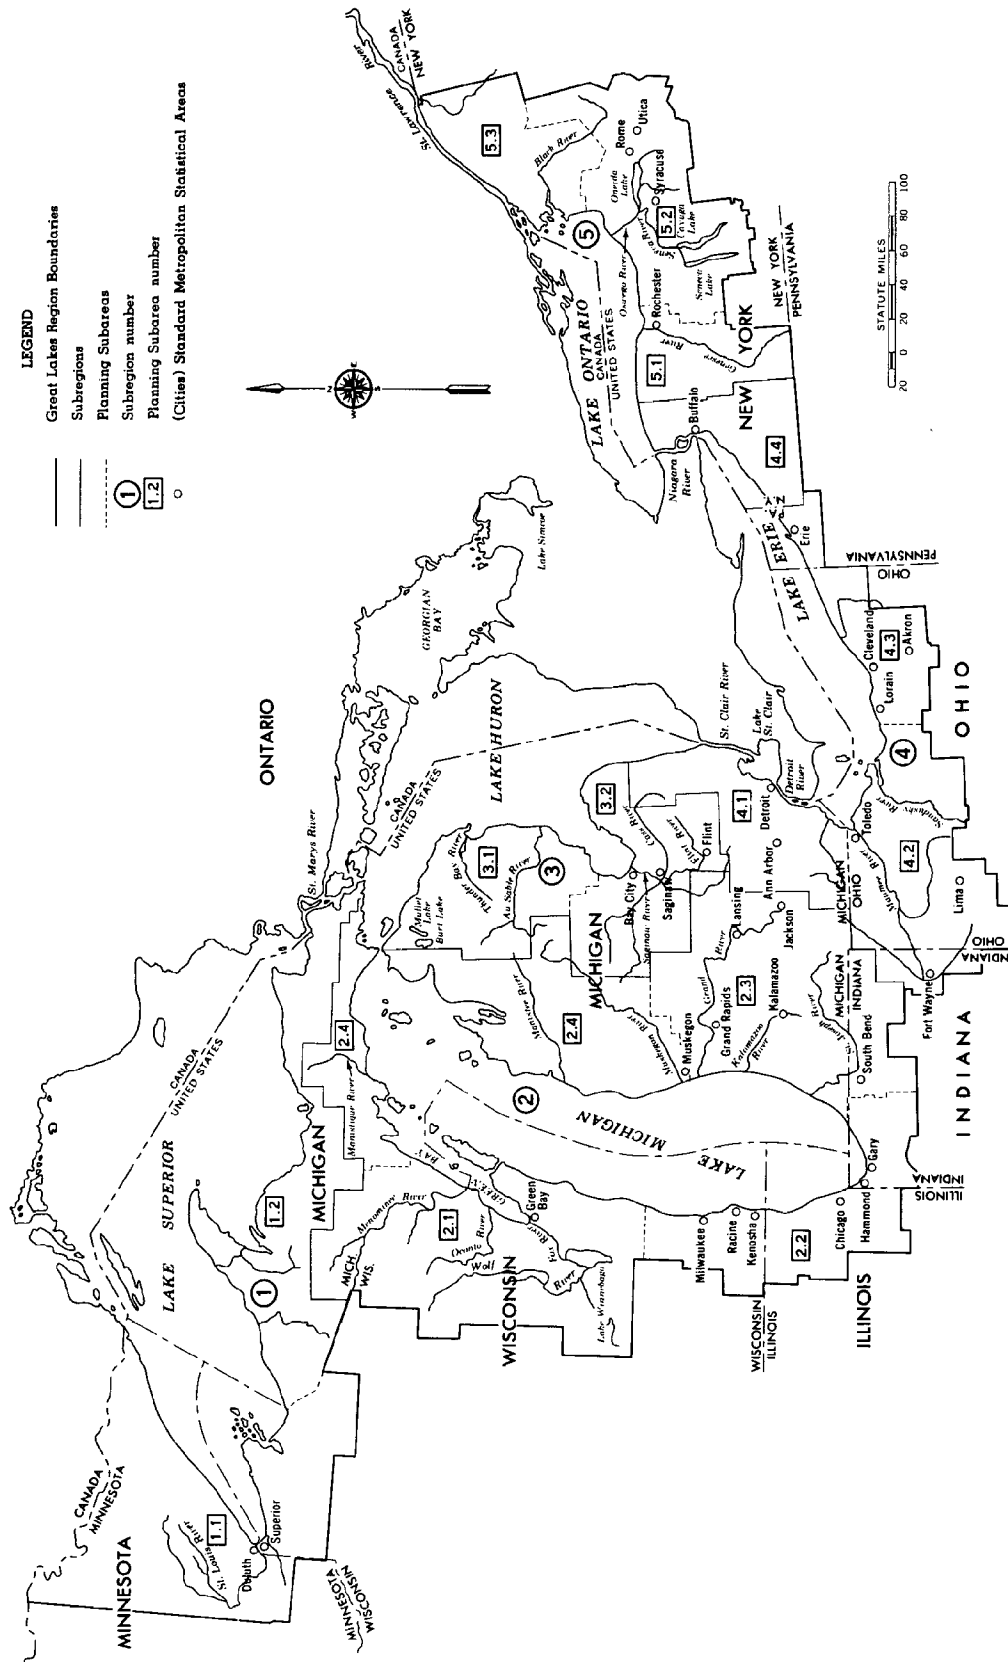 LEGEND
Great Lakes Region Boundaries
Subregions
Planning Subareas
1 Subregion number
1.2 Planning Subarea number
(Cities) Standard Metropolitan Statistical Areas
N
E
S
W
MINNESOTA
CANADA
MINNESOTA
St. Louis
River
1.1
Duluth
Superior
MINNESOTA
WISCONSIN
LAKE SUPERIOR
CANADA
UNITED STATES
1
1.2
MICHIGAN
MICH.
WIS.
Menominee River
2.1
Oconto
River
Wolf
River
Fox
River
Lake Winnebago
WISCONSIN
GREEN
BAY
Green
Bay
Manistique River
2.4
ONTARIO
St. Marys River
CANADA
UNITED STATES
GEORGIAN
BAY
Lake Simcoe
LAKE HURON
Mullet
Lake
Burt Lake
Thunder Bay River
3.1
Au Sable River
3
3.2
Cass River
Flint River
Flint
Bay City
Saginaw
Saginaw River
MICHIGAN
Manistee River
2.4
Muskegon River
Muskegon
Grand
River
Grand Rapids
2.3
Lansing
Kalamazoo
Kalamazoo
River
Jackson
Ann Arbor
4.1
Detroit
Detroit
River
St. Clair River
Lake
St. Clair
2
LAKE MICHIGAN
Milwaukee
Racine
Kenosha
WISCONSIN
ILLINOIS
2.2
Chicago
Hammond
Gary
ILLINOIS
ILLINOIS
INDIANA
St. Joseph
River
South Bend
MICHIGAN
INDIANA
INDIANA
Fort Wayne
INDIANA
OHIO
MICHIGAN
OHIO
Toledo
Maumee River
4.2
Lima
Sandusky River
4
OHIO
Lorain
Cleveland
4.3
Akron
OHIO
PENNSYLVANIA
LAKE ERIE
Erie
N.Y.
PA.
4.4
Buffalo
Niagara
River
NEW YORK
LAKE ONTARIO
CANADA
UNITED STATES
5.1
Rochester
Genesee
River
5
Oswego River
Oneida
Lake
Seneca River
5.2
Cayuga
Lake
Seneca
Lake
Syracuse
Rome
Utica
Black River
5.3
St. Lawrence
River
CANADA
NEW YORK
NEW YORK
PENNSYLVANIA
STATUTE MILES
20 0 20 40 60 80 100